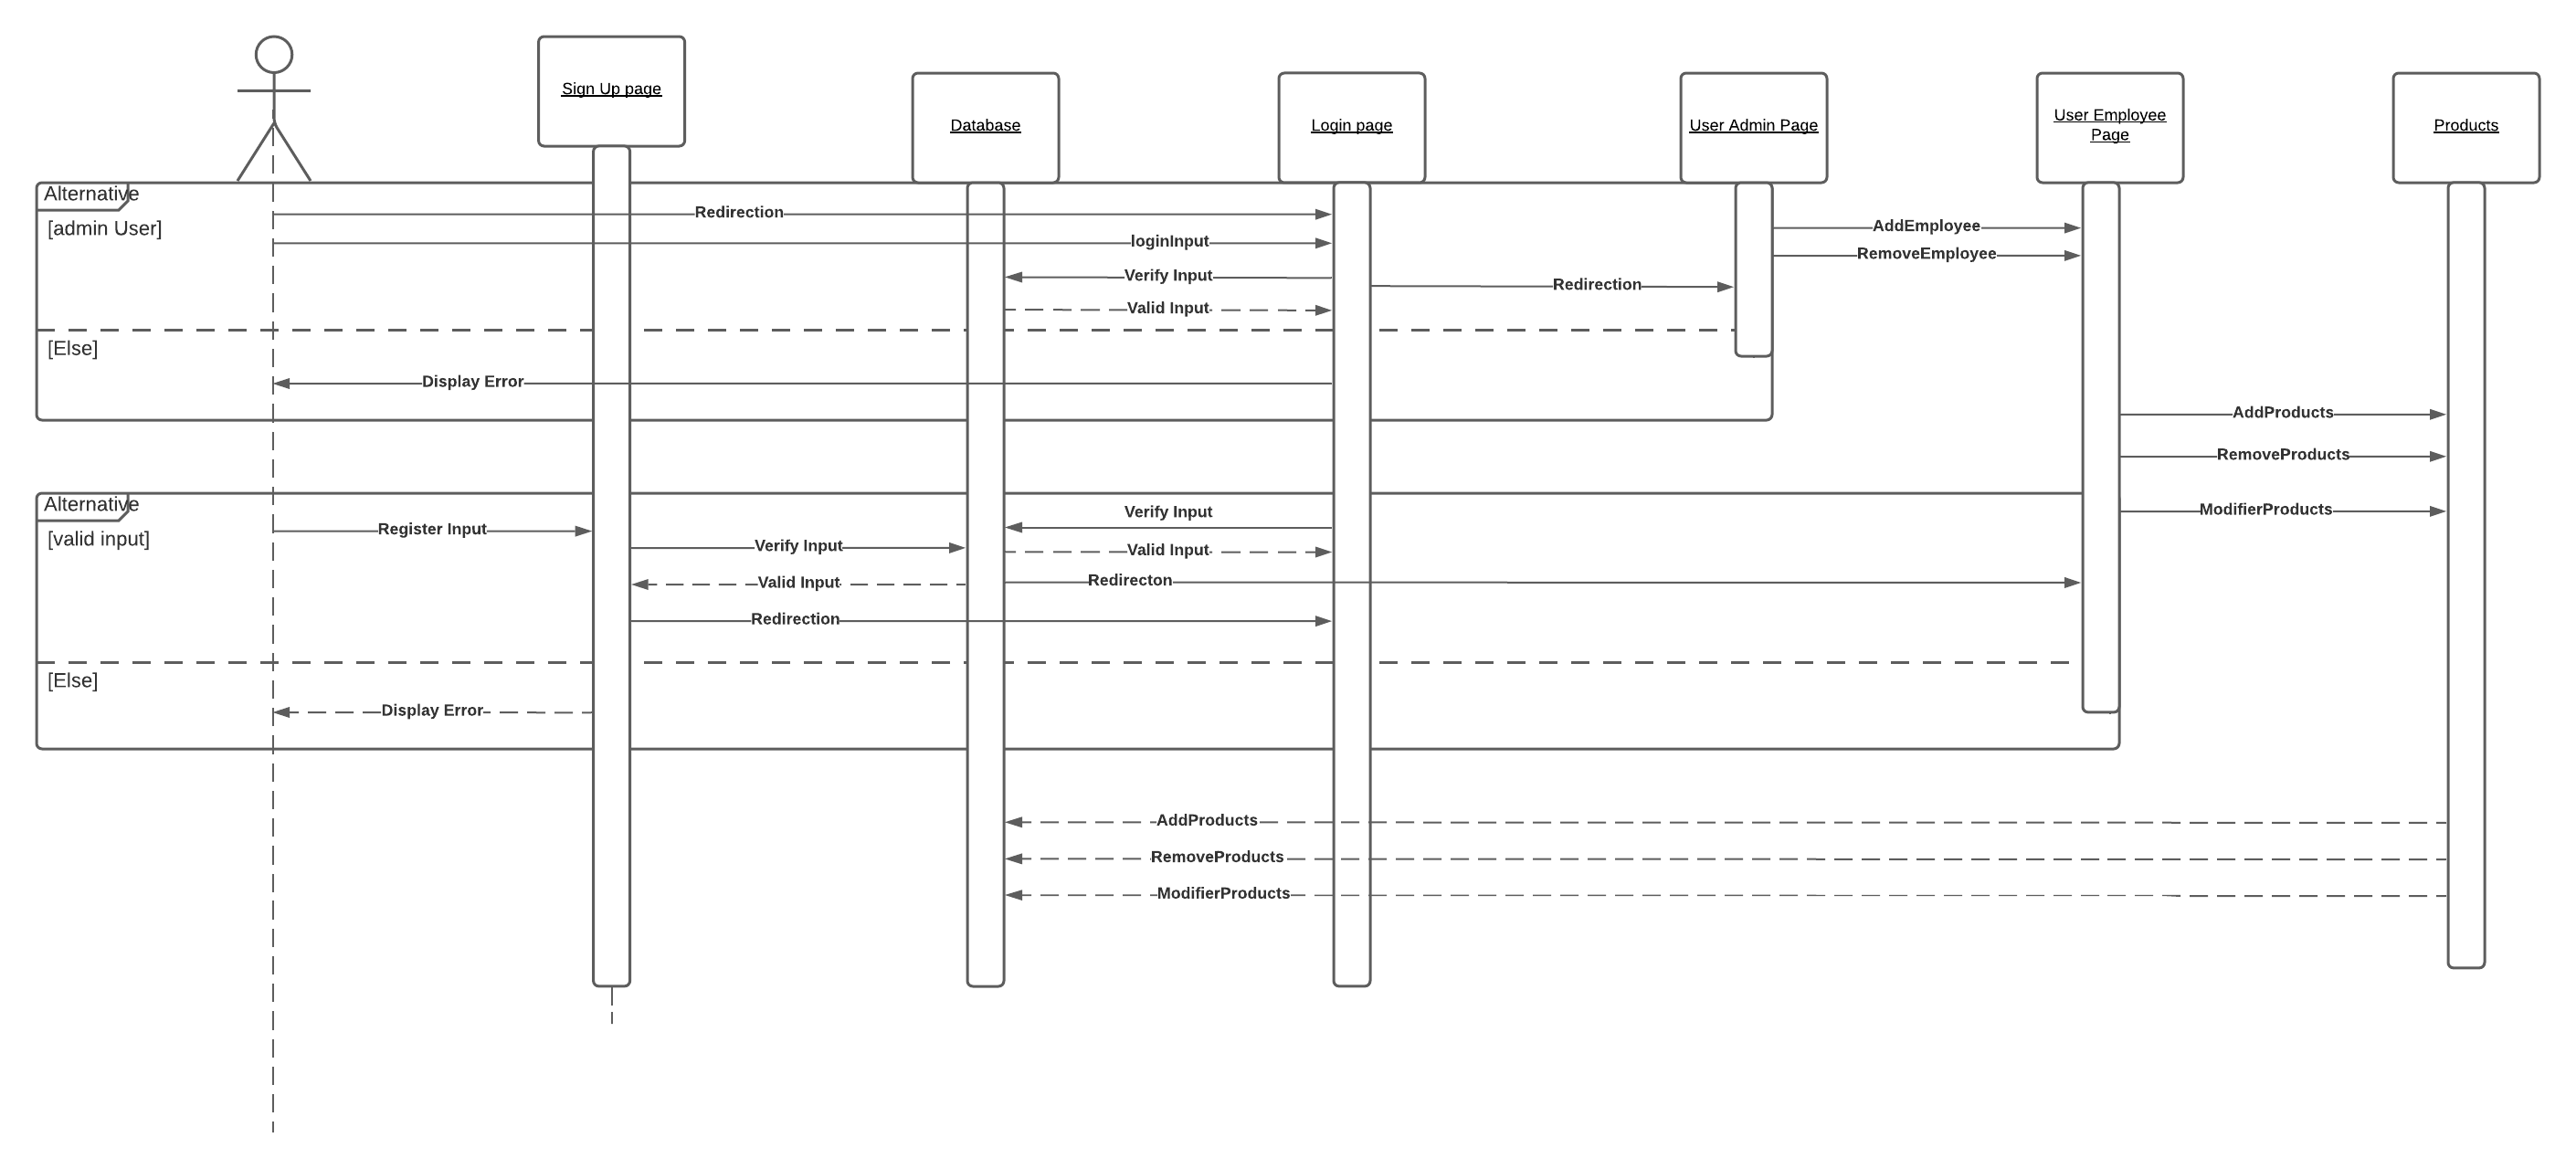 Sign Up page
Database
Login page
User Admin Page
User Employee
Page
Products
Alternative
[admin User]
Redirection
loginInput
AddEmployee
RemoveEmployee
Verify Input
Redirection
Valid Input
[Else]
Display Error
AddProducts
RemoveProducts
Alternative
[valid input]
ModifierProducts
Verify Input
Register Input
Verify Input
Valid Input
Valid Input
Redirecton
Redirection
[Else]
Display Error
AddProducts
RemoveProducts
ModifierProducts